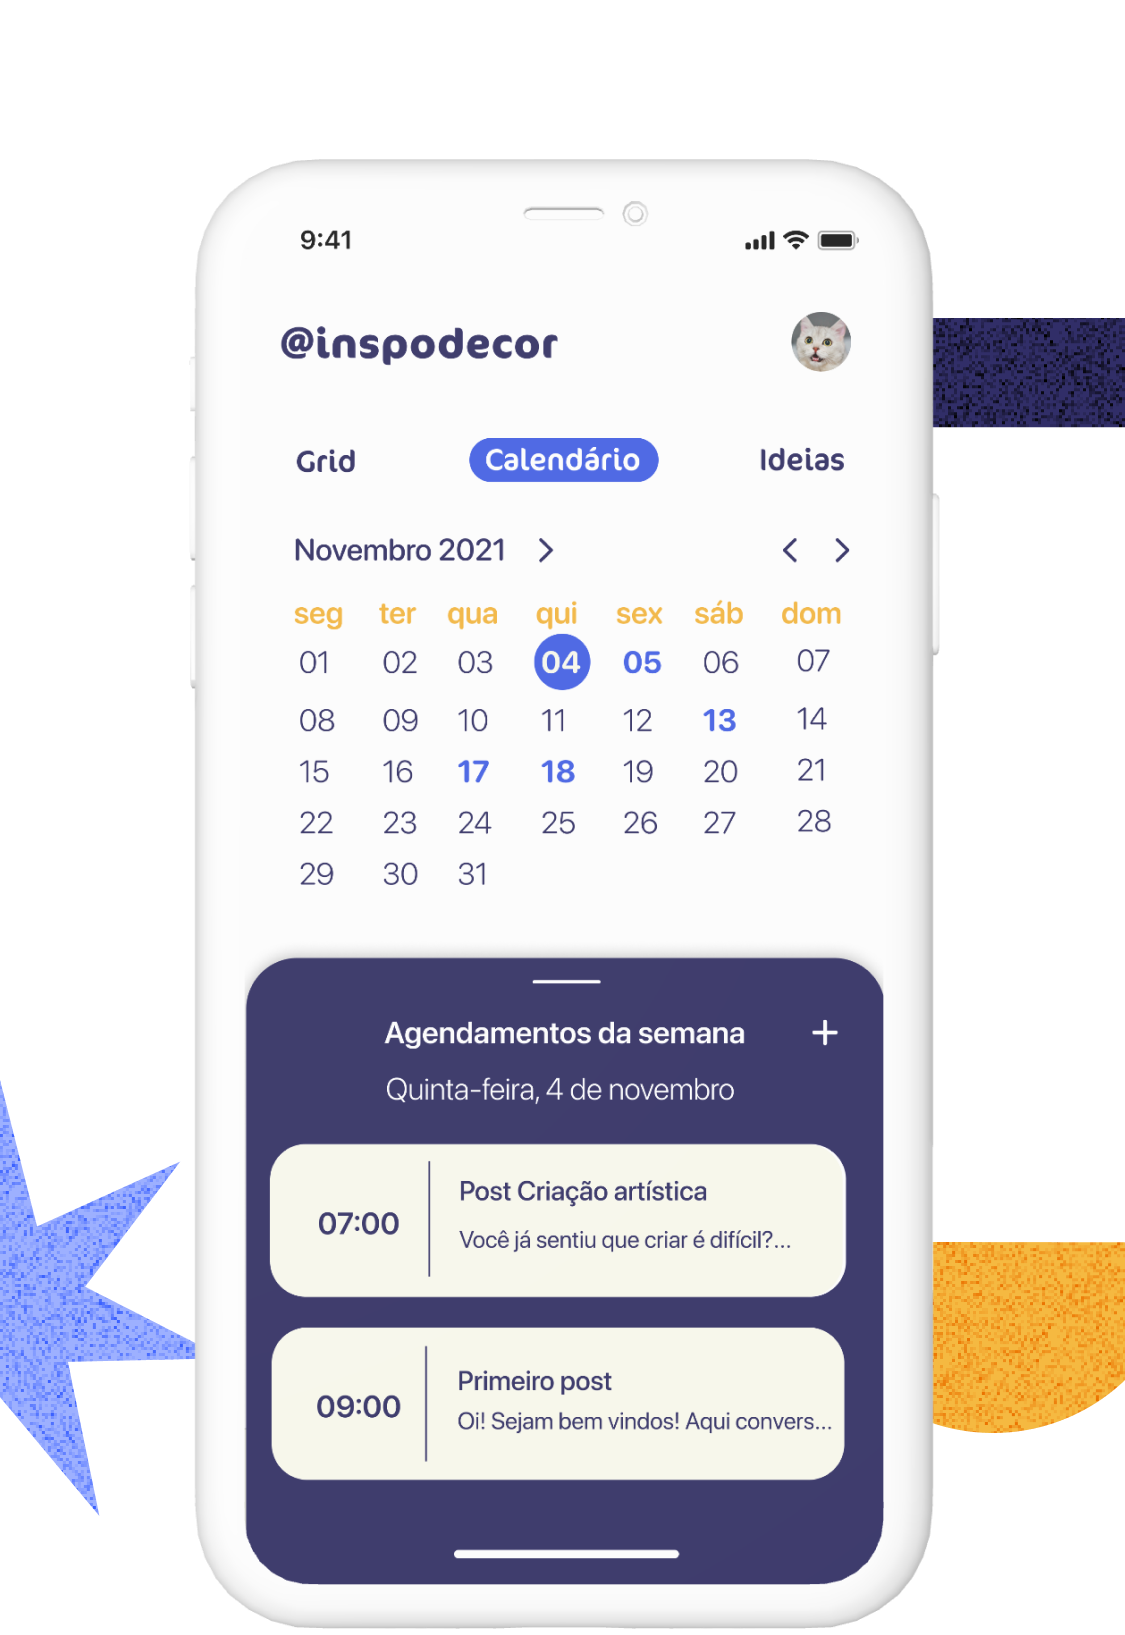 9:41
@inspodecor
Grid Calendário Ideias
Novembro 2021 > < >
seg ter qua qui sex sáb dom
01 02 03 04 05 06 07
08 09 10 11 12 13 14
15 16 17 18 19 20 21
22 23 24 25 26 27 28
29 30 31
Agendamentos da semana +
Quinta-feira, 4 de novembro
07:00
Post Criação artística
Você já sentiu que criar é difícil?...
09:00
Primeiro post
Oi! Sejam bem vindos! Aqui convers...